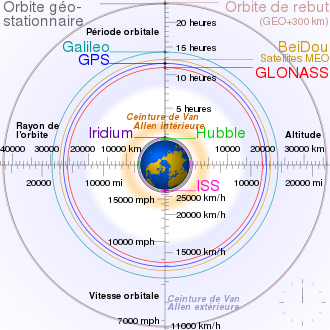 Orbite géo-
stationnaire
Orbite de rebut
(GEO+300 km)
20 heures
Période orbitale
Galileo
BeiDou
15 heures
Satellites MEO
GPS
GLONASS
10 heures
5 heures
Ceinture de Van
Allen intérieure
Rayon de
l'orbite
Iridium
Hubble
Altitude
40000 20000 10000 km
10000 20000 30000 km
20000 10000 mi
10000 20000 mi
ISS
15000 mph
25000 km/h
20000 km/h
10000 mph
15000 km/h
Vitesse orbitale
Ceinture de Van
Allen extérieure
7000 mph
11000 km/h